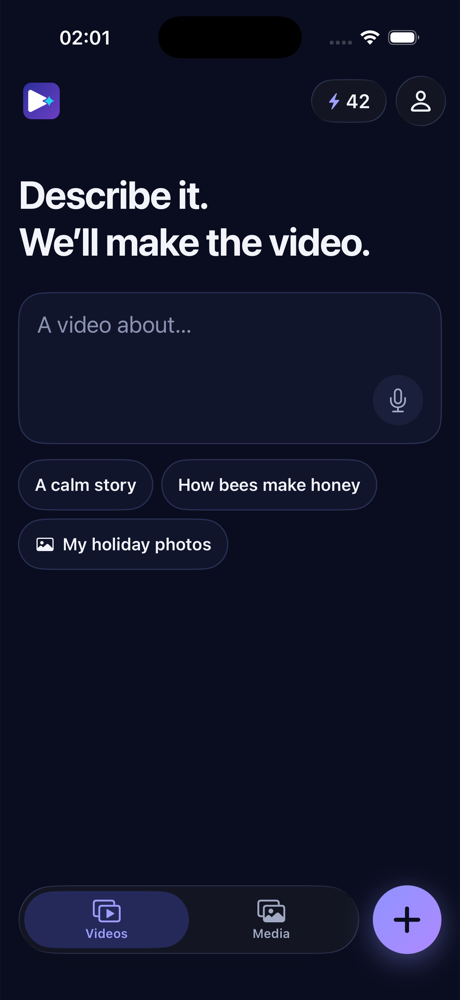 02:01
42
Describe it.
We’ll make the video.
A video about...
A calm story
How bees make honey
My holiday photos
Videos
Media